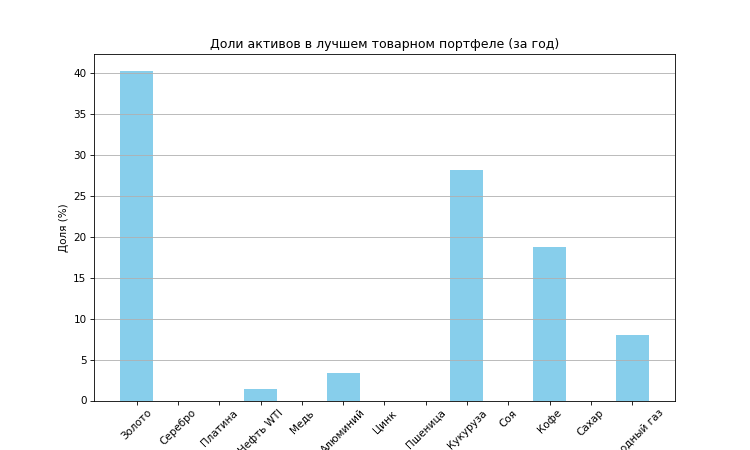 Доли активов в лучшем товарном портфеле (за год)
Доля (%)
40
35
30
25
20
15
10
5
0
Золото
Серебро
Платина
Нефть WTI
Медь
Алюминий
Цинк
Пшеница
Кукуруза
Соя
Кофе
Сахар
одный газ